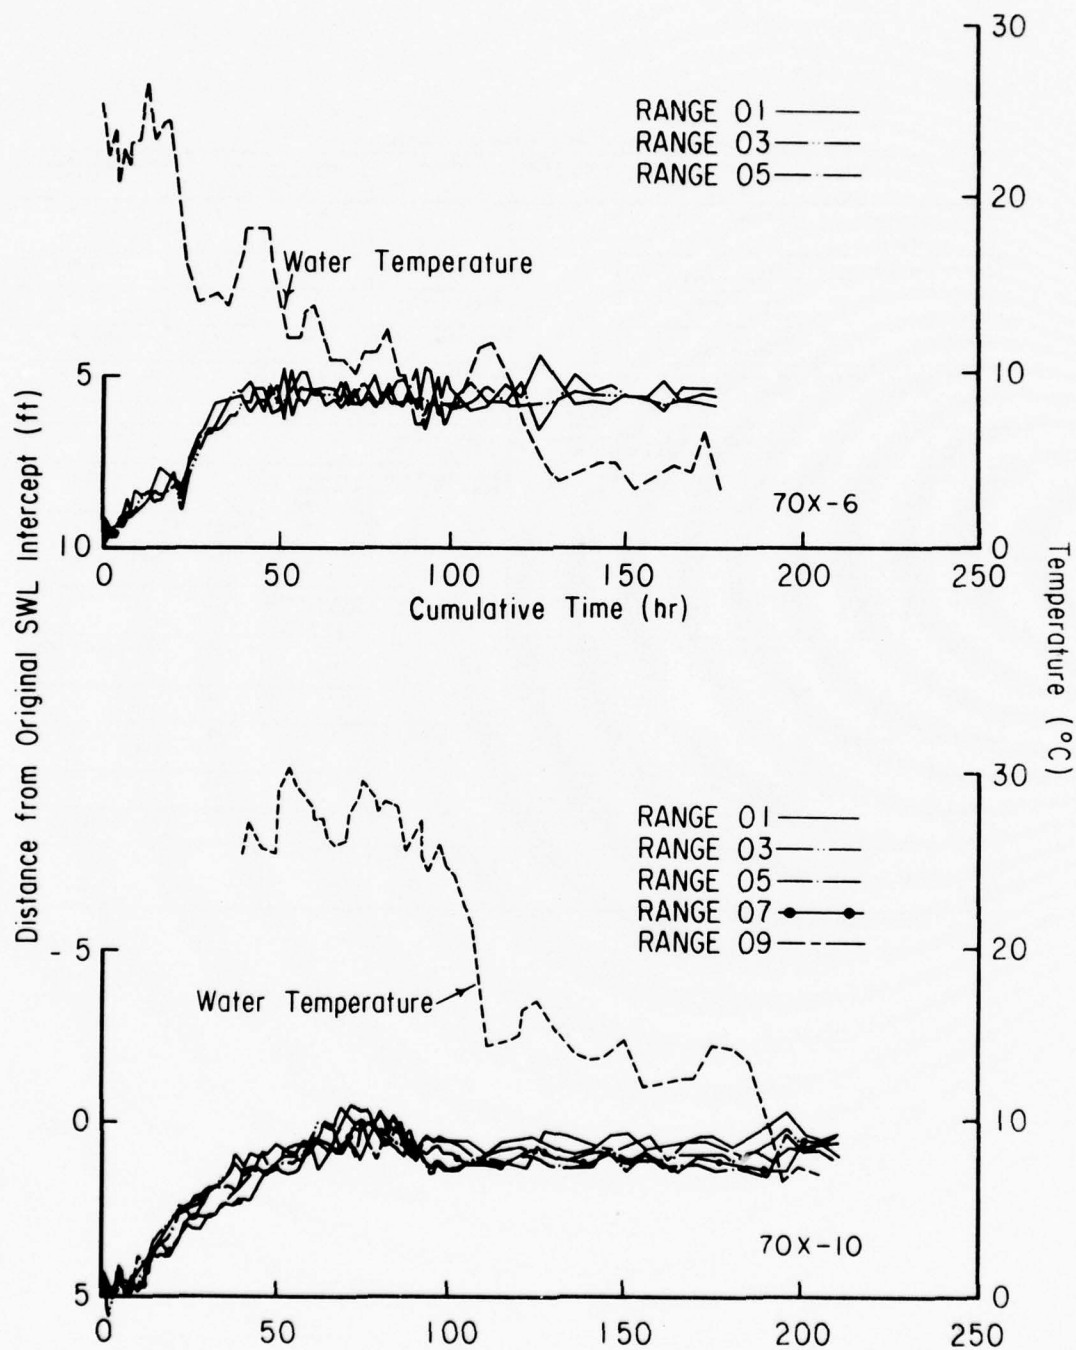 30
RANGE 01
RANGE 03
RANGE 05
20
Water Temperature
5
10
70X-6
10
0
0
50
100
150
200
250
Cumulative Time (hr)
Distance from Original SWL Intercept (ft)
Temperature (°C)
30
RANGE 01
RANGE 03
RANGE 05
RANGE 07
RANGE 09
-5
20
Water Temperature
0
10
70X-10
5
0
0
50
100
150
200
250